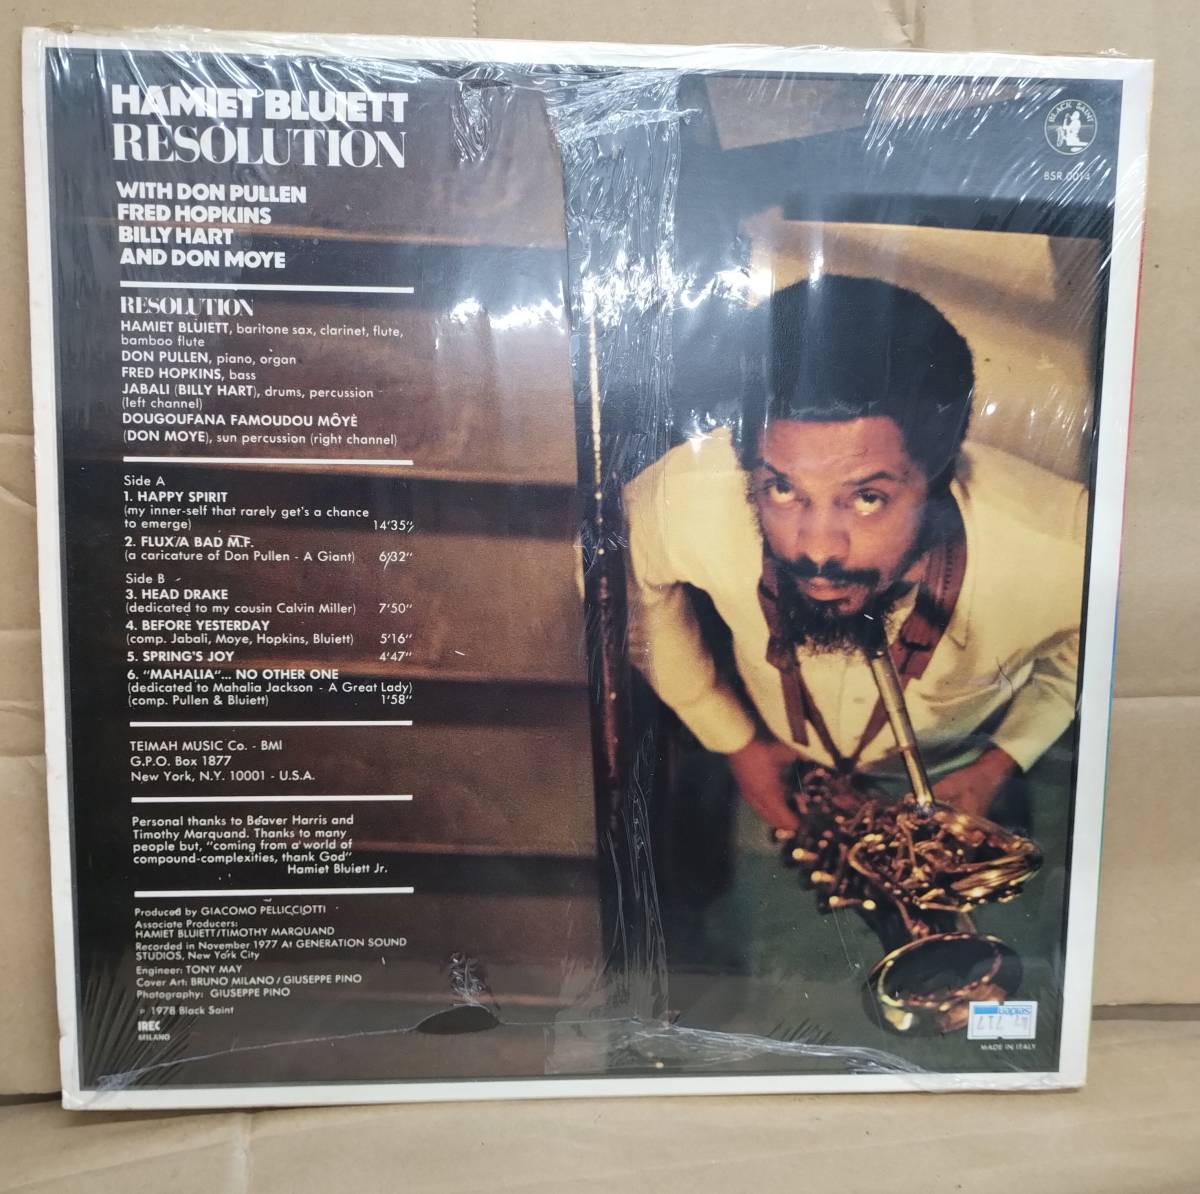 HAMIET BLUIETT
RESOLUTION
WITH DON PULLEN
FRED HOPKINS
BILLY HART
AND DON MOYE
RESOLUTION
HAMIET BLUIETT, baritone sax, clarinet, flute,
bamboo flute
DON PULLEN, piano, organ
FRED HOPKINS, bass
JABALI (BILLY HART), drums, percussion
(left channel)
DOUGOUFANA FAMOUDOU MÔYÉ
(DON MOYE), sun percussion (right channel)
Side A
1. HAPPY SPIRIT
(my inner-self that rarely get's a chance
to emerge) 14'35"
2. FLUX/A BAD M.F.
(a caricature of Don Pullen - A Giant) 6'32"
Side B
3. HEAD DRAKE
(dedicated to my cousin Calvin Miller) 7'50"
4. BEFORE YESTERDAY
(comp. Jabali, Moye, Hopkins, Bluiett) 5'16"
5. SPRING'S JOY 4'47"
6. "MAHALIA"... NO OTHER ONE
(dedicated to Mahalia Jackson - A Great Lady)
(comp. Pullen & Bluiett) 1'58"
TEIMAH MUSIC Co. - BMI
G.P.O. Box 1877
New York, N.Y. 10001 - U.S.A.
Personal thanks to Beaver Harris and
Timothy Marquand. Thanks to many
people but, "coming from a world of
compound-complexities, thank God"
Hamiet Bluiett Jr.
Produced by GIACOMO PELLICCIOTTI
Associate Producers:
HAMIET BLUIETT/TIMOTHY MARQUAND
Recorded in November 1977 At GENERATION SOUND
STUDIOS, New York City
Engineer: TONY MAY
Cover Art: BRUNO MILANO / GIUSEPPE PINO
Photography: GIUSEPPE PINO
℗ 1978 Black Saint
IREC
MILANO
BLACK SAINT
BSR 0014
MADE IN ITALY